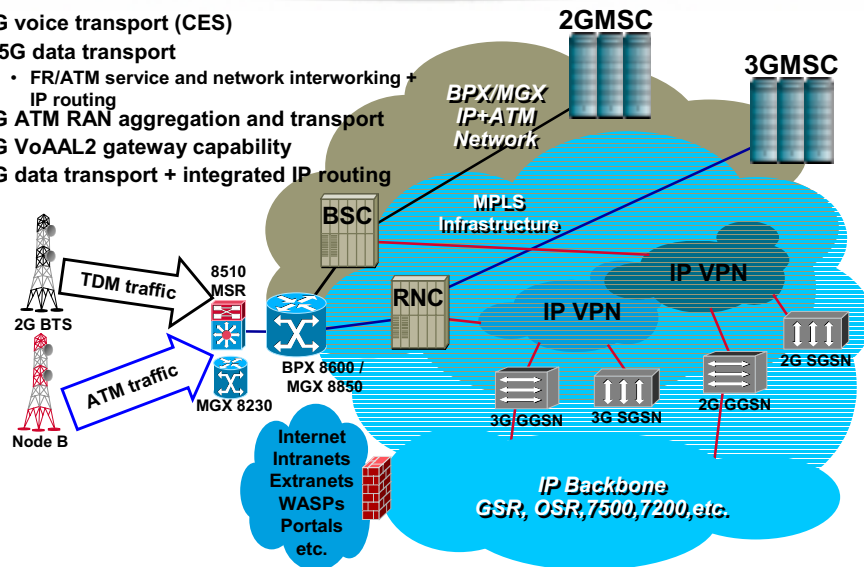 G voice transport (CES)
5G data transport
• FR/ATM service and network interworking +
IP routing
G ATM RAN aggregation and transport
G VoAAL2 gateway capability
G data transport + integrated IP routing
2GMSC
3GMSC
BPX/MGX
IP+ATM
Network
MPLS
Infrastructure
BSC
RNC
IP VPN
IP VPN
TDM traffic
8510
MSR
2G BTS
ATM traffic
Node B
MGX 8230
BPX 8600 /
MGX 8850
3G GGSN
3G SGSN
2G GGSN
2G SGSN
Internet
Intranets
Extranets
WASPs
Portals
etc.
IP Backbone
GSR, OSR,7500,7200,etc.